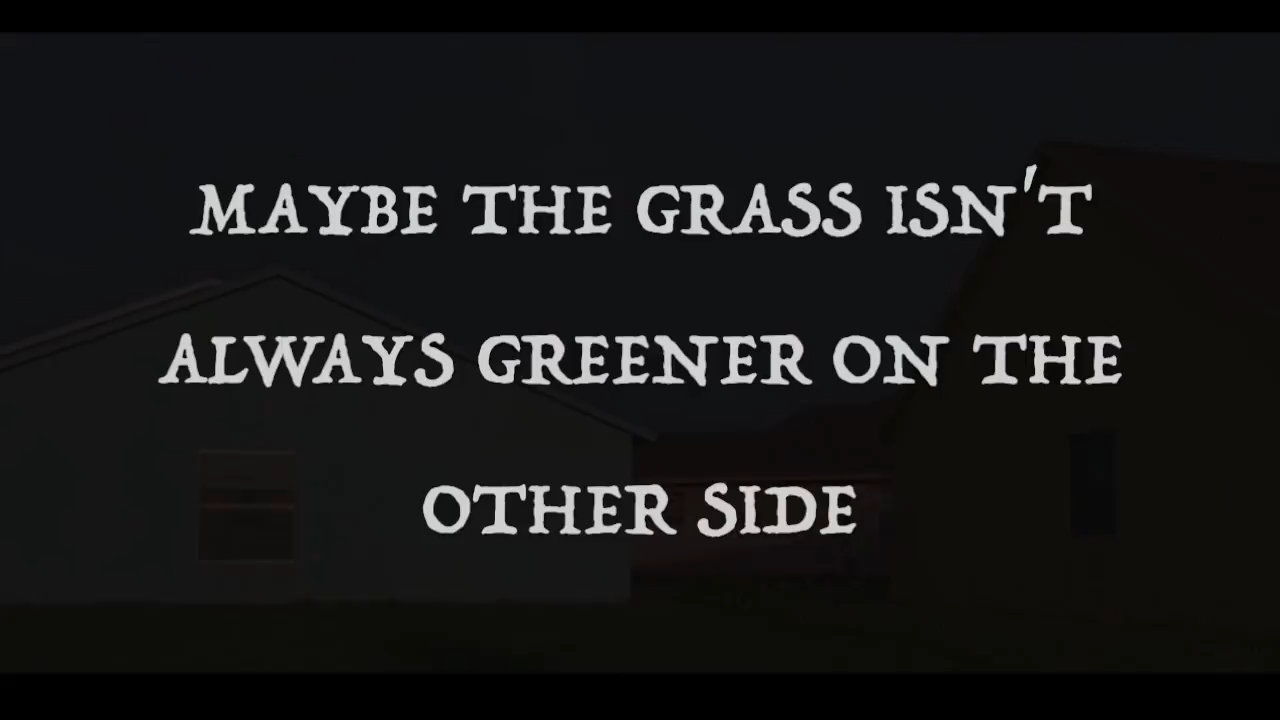 MAYBE THE GRASS ISN'T
ALWAYS GREENER ON THE
OTHER SIDE